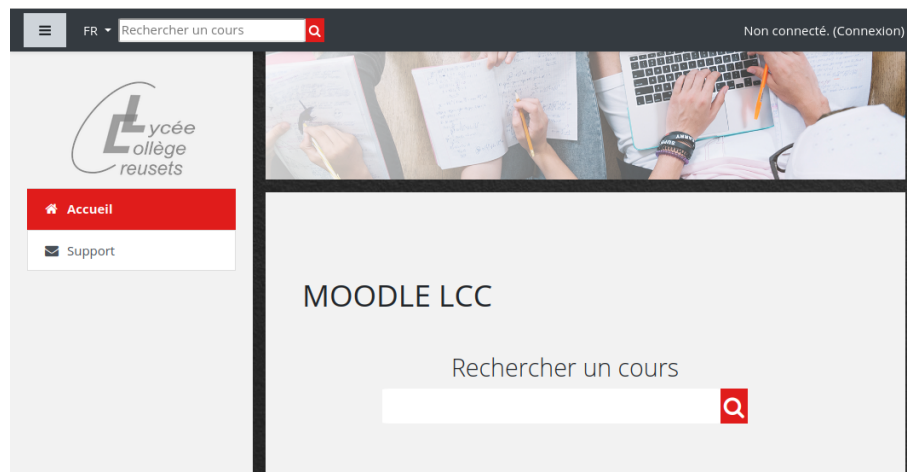 FR
Rechercher un cours
Non connecté. (Connexion)
Lycée
Collège
Creusets
Accueil
Support
MOODLE LCC
Rechercher un cours